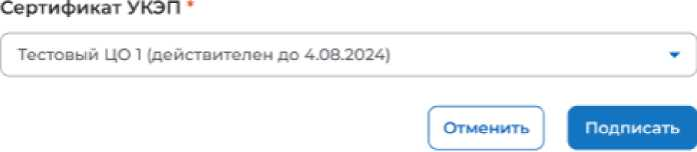 Сертификат УКЭП *
Тестовый ЦО 1 (действителен до 4.08.2024)
Отменить Подписать